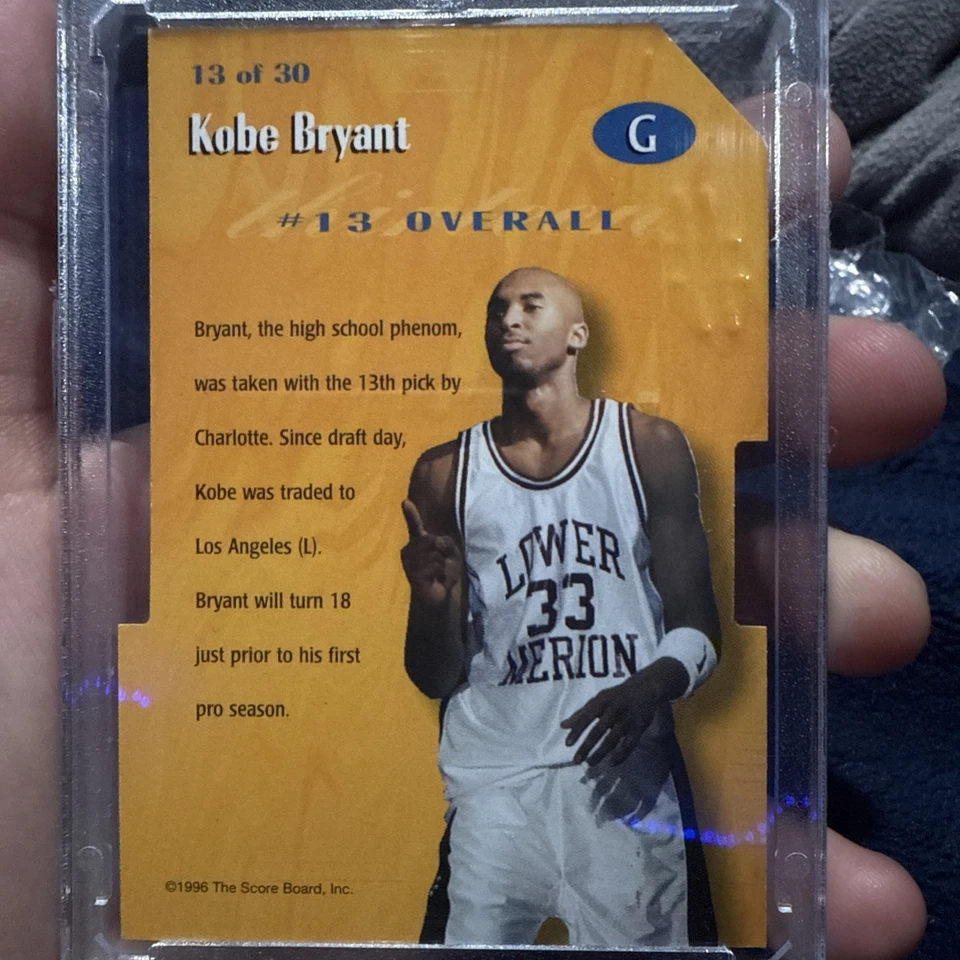 13 of 30
Kobe Bryant
G
#13 OVERALL
Bryant, the high school phenom,
was taken with the 13th pick by
Charlotte. Since draft day,
Kobe was traded to
Los Angeles (L).
Bryant will turn 18
just prior to his first
pro season.
LOWER
33
MERION
©1996 The Score Board, Inc.